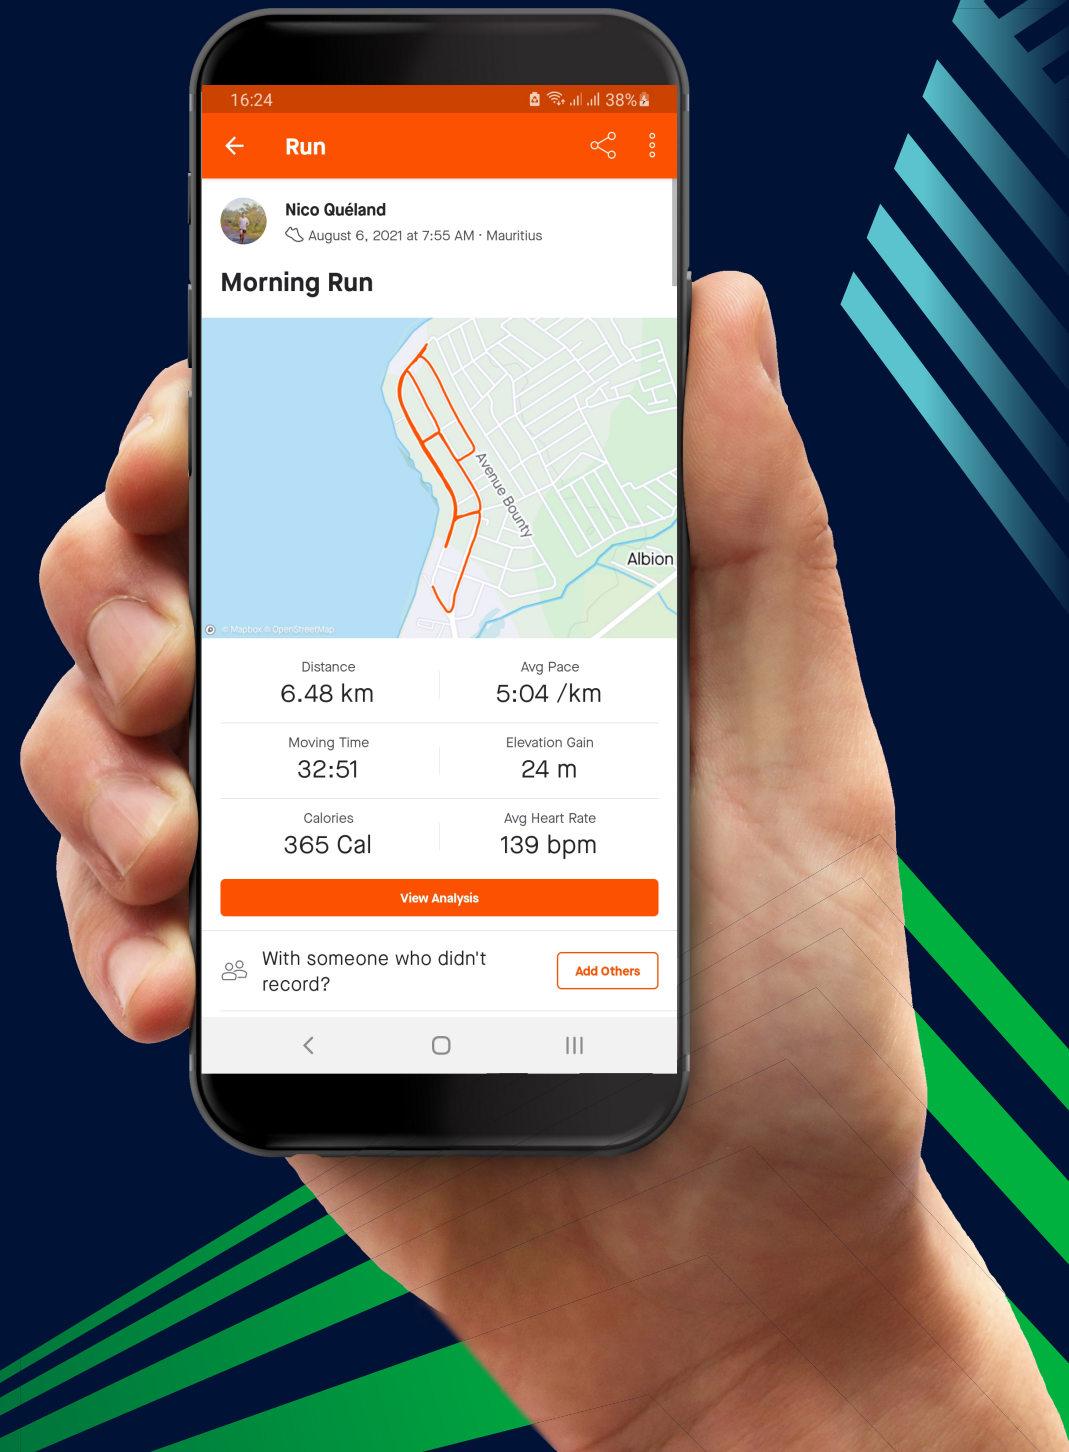 16:24
38%
Run
Nico Quéland
August 6, 2021 at 7:55 AM · Mauritius
Morning Run
Avenue Bounty
Albion
© Mapbox © OpenStreetMap
Distance
6.48 km
Avg Pace
5:04 /km
Moving Time
32:51
Elevation Gain
24 m
Calories
365 Cal
Avg Heart Rate
139 bpm
View Analysis
With someone who didn't
record?
Add Others